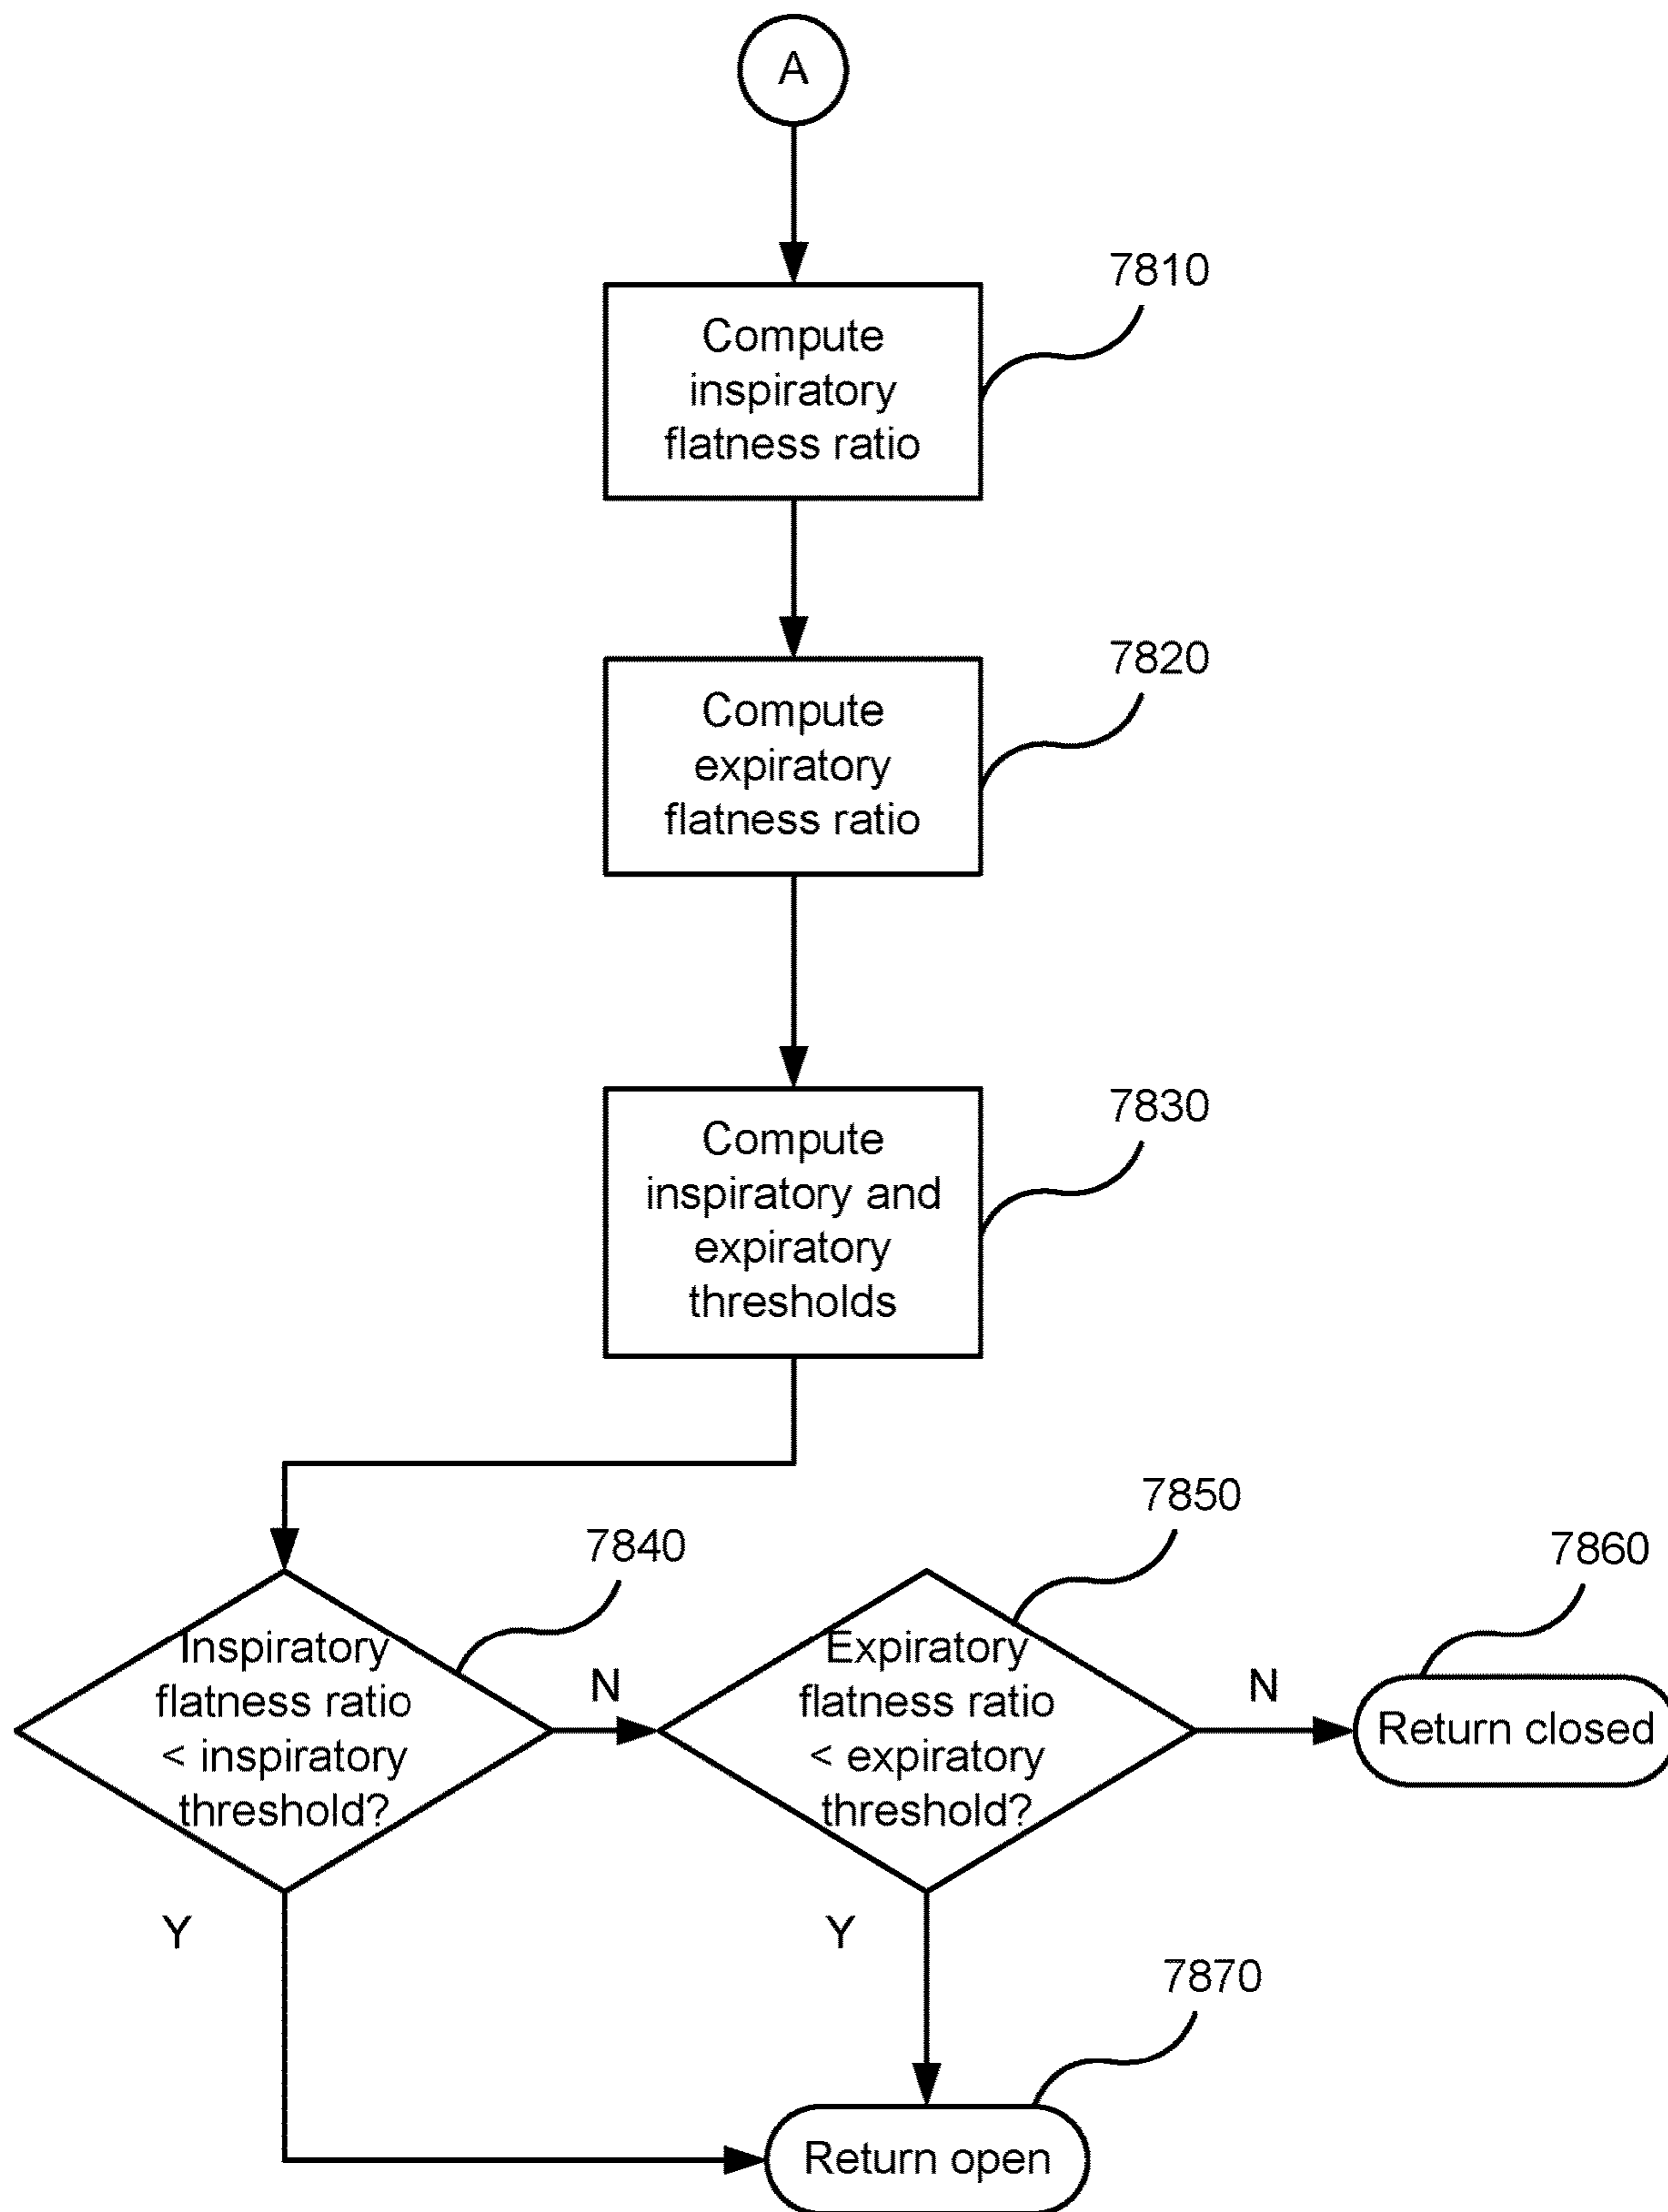 A
7810
Compute
inspiratory
flatness ratio
7820
Compute
expiratory
flatness ratio
7830
Compute
inspiratory and
expiratory
thresholds
7840
Inspiratory
flatness ratio
< inspiratory
threshold?
N
Y
7850
Expiratory
flatness ratio
< expiratory
threshold?
N
Y
7860
Return closed
7870
Return open